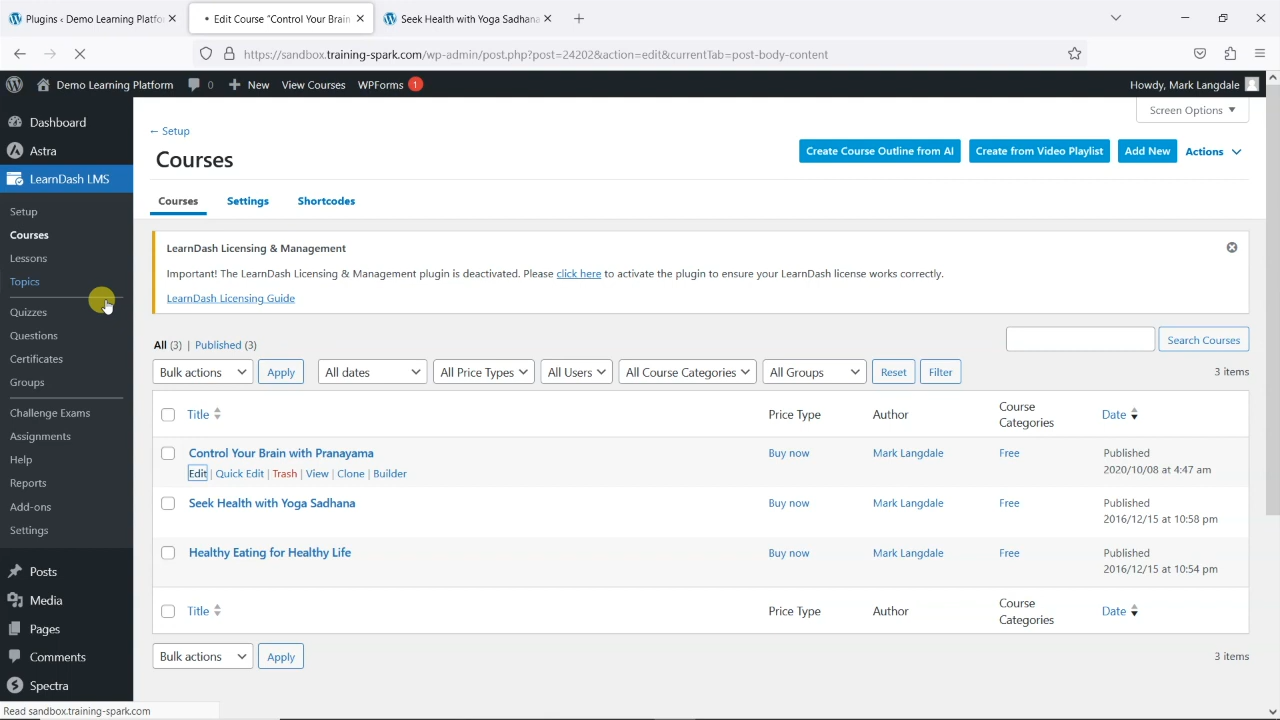 Plugins ‹ Demo Learning Platfo
Edit Course "Control Your Brain
Seek Health with Yoga Sadhana
https://sandbox.training-spark.com/wp-admin/post.php?post=24202&action=edit&currentTab=post-body-content
Demo Learning Platform 0 New View Courses WPForms 1 Howdy, Mark Langdale
Dashboard
Astra
LearnDash LMS
Setup
Courses
Lessons
Topics
Quizzes
Questions
Certificates
Groups
Challenge Exams
Assignments
Help
Reports
Add-ons
Settings
Posts
Media
Pages
Comments
Spectra
Screen Options ▼
← Setup
Courses
Create Course Outline from AI Create from Video Playlist Add New Actions
Courses Settings Shortcodes
LearnDash Licensing & Management
Important! The LearnDash Licensing & Management plugin is deactivated. Please click here to activate the plugin to ensure your LearnDash license works correctly.
LearnDash Licensing Guide
All (3) | Published (3)
Search Courses
Bulk actions Apply All dates All Price Types All Users All Course Categories All Groups Reset Filter 3 items
Title Price Type Author Course Categories Date
Control Your Brain with Pranayama Buy now Mark Langdale Free Published
Edit | Quick Edit | Trash | View | Clone | Builder 2020/10/08 at 4:47 am
Seek Health with Yoga Sadhana Buy now Mark Langdale Free Published
2016/12/15 at 10:58 pm
Healthy Eating for Healthy Life Buy now Mark Langdale Free Published
2016/12/15 at 10:54 pm
Title Price Type Author Course Categories Date
Bulk actions Apply 3 items
Read sandbox.training-spark.com